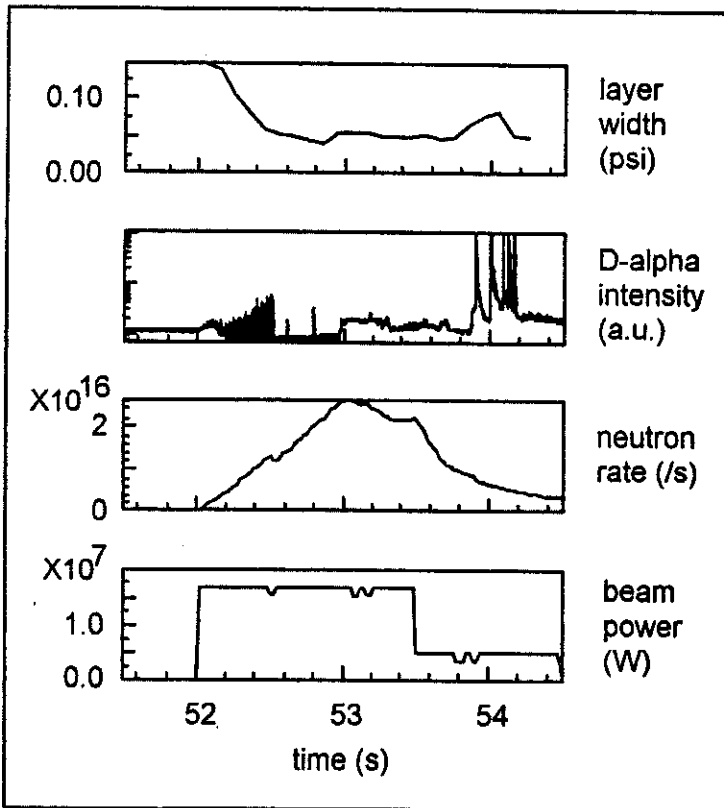 0.10
0.00
layer
width
(psi)
D-alpha
intensity
(a.u.)
X10^16
2
0
neutron
rate (/s)
X10^7
1.0
0.0
beam
power
(W)
52 53 54
time (s)